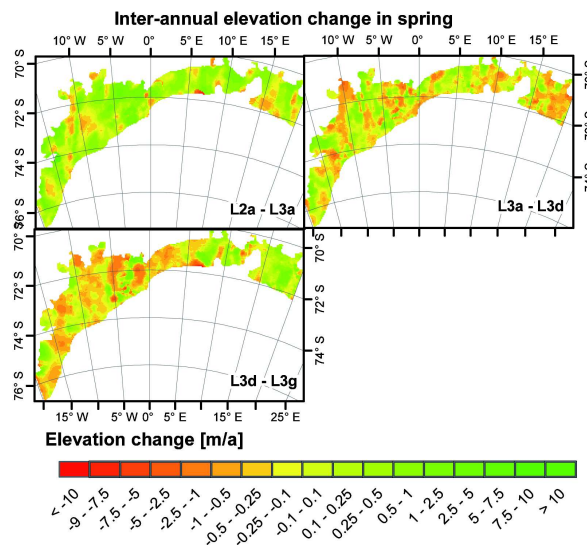 Inter-annual elevation change in spring
10° W 5° W 0° 5° E 10° E 15° E
10° W 5° W 0° 5° E 10° E 15° E
70° S
72° S
74° S
76° S
L2a - L3a
L3a - L3d
70° S
72° S
74° S
76° S
70° S
72° S
74° S
L3d - L3g
15° W 5° W 0° 5° E 15° E 25° E
Elevation change [m/a]
< -10
-9 - -7.5
-7.5 - -5
-5 - -2.5
-2.5 - -1
-1 - -0.5
-0.5 - -0.25
-0.25 - -0.1
-0.1 - 0.1
0.1 - 0.25
0.25 - 0.5
0.5 - 1
1 - 2.5
2.5 - 5
5 - 7.5
7.5 - 10
> 10